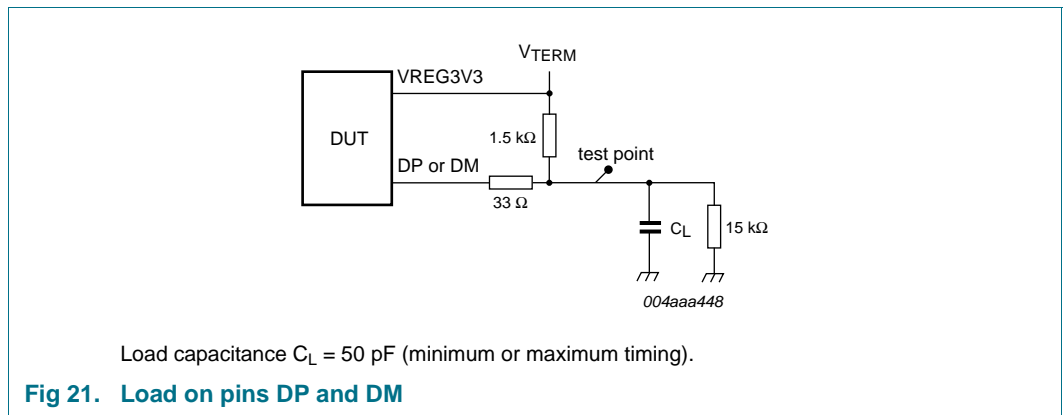 VTERM
VREG3V3
DUT
1.5 kΩ
test point
DP or DM
33 Ω
CL
15 kΩ
004aaa448
Load capacitance CL = 50 pF (minimum or maximum timing).
Fig 21. Load on pins DP and DM